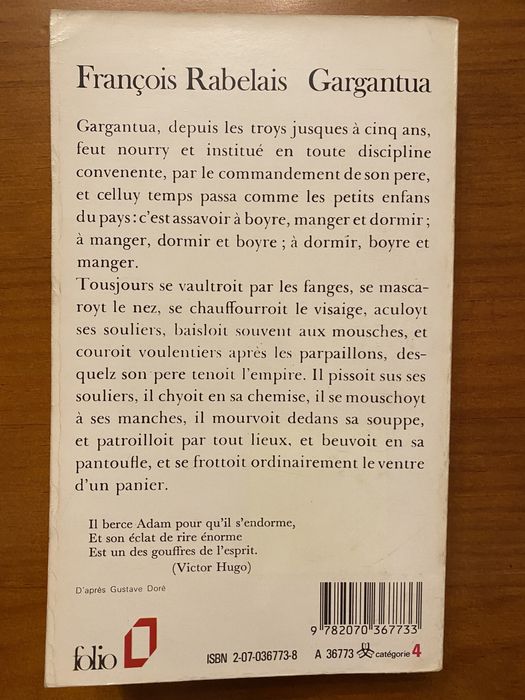 François Rabelais Gargantua
Gargantua, depuis les troys jusques à cinq ans,
feut nourry et institué en toute discipline
convenente, par le commandement de son pere,
et celluy temps passa comme les petits enfans
du pays : c'est assavoir à boyre, manger et dormir ;
à manger, dormir et boyre ; à dormir, boyre et
manger.
Tousjours se vaultroit par les fanges, se masca-
royt le nez, se chauffourroit le visaige, aculoyt
ses souliers, baisloit souvent aux mousches, et
couroit voulentiers après les parpaillons, des-
quelz son pere tenoit l'empire. Il pissoit sus ses
souliers, il chyoit en sa chemise, il se mouschoyt
à ses manches, il mourvoit dedans sa souppe,
et patroilloit par tout lieux, et beuvoit en sa
pantoufle, et se frottoit ordinairement le ventre
d'un panier.
Il berce Adam pour qu'il s'endorme,
Et son éclat de rire énorme
Est un des gouffres de l'esprit.
(Victor Hugo)
D'après Gustave Doré
9 782070 367733
folio
ISBN 2-07-036773-8 A 36773 catégorie 4